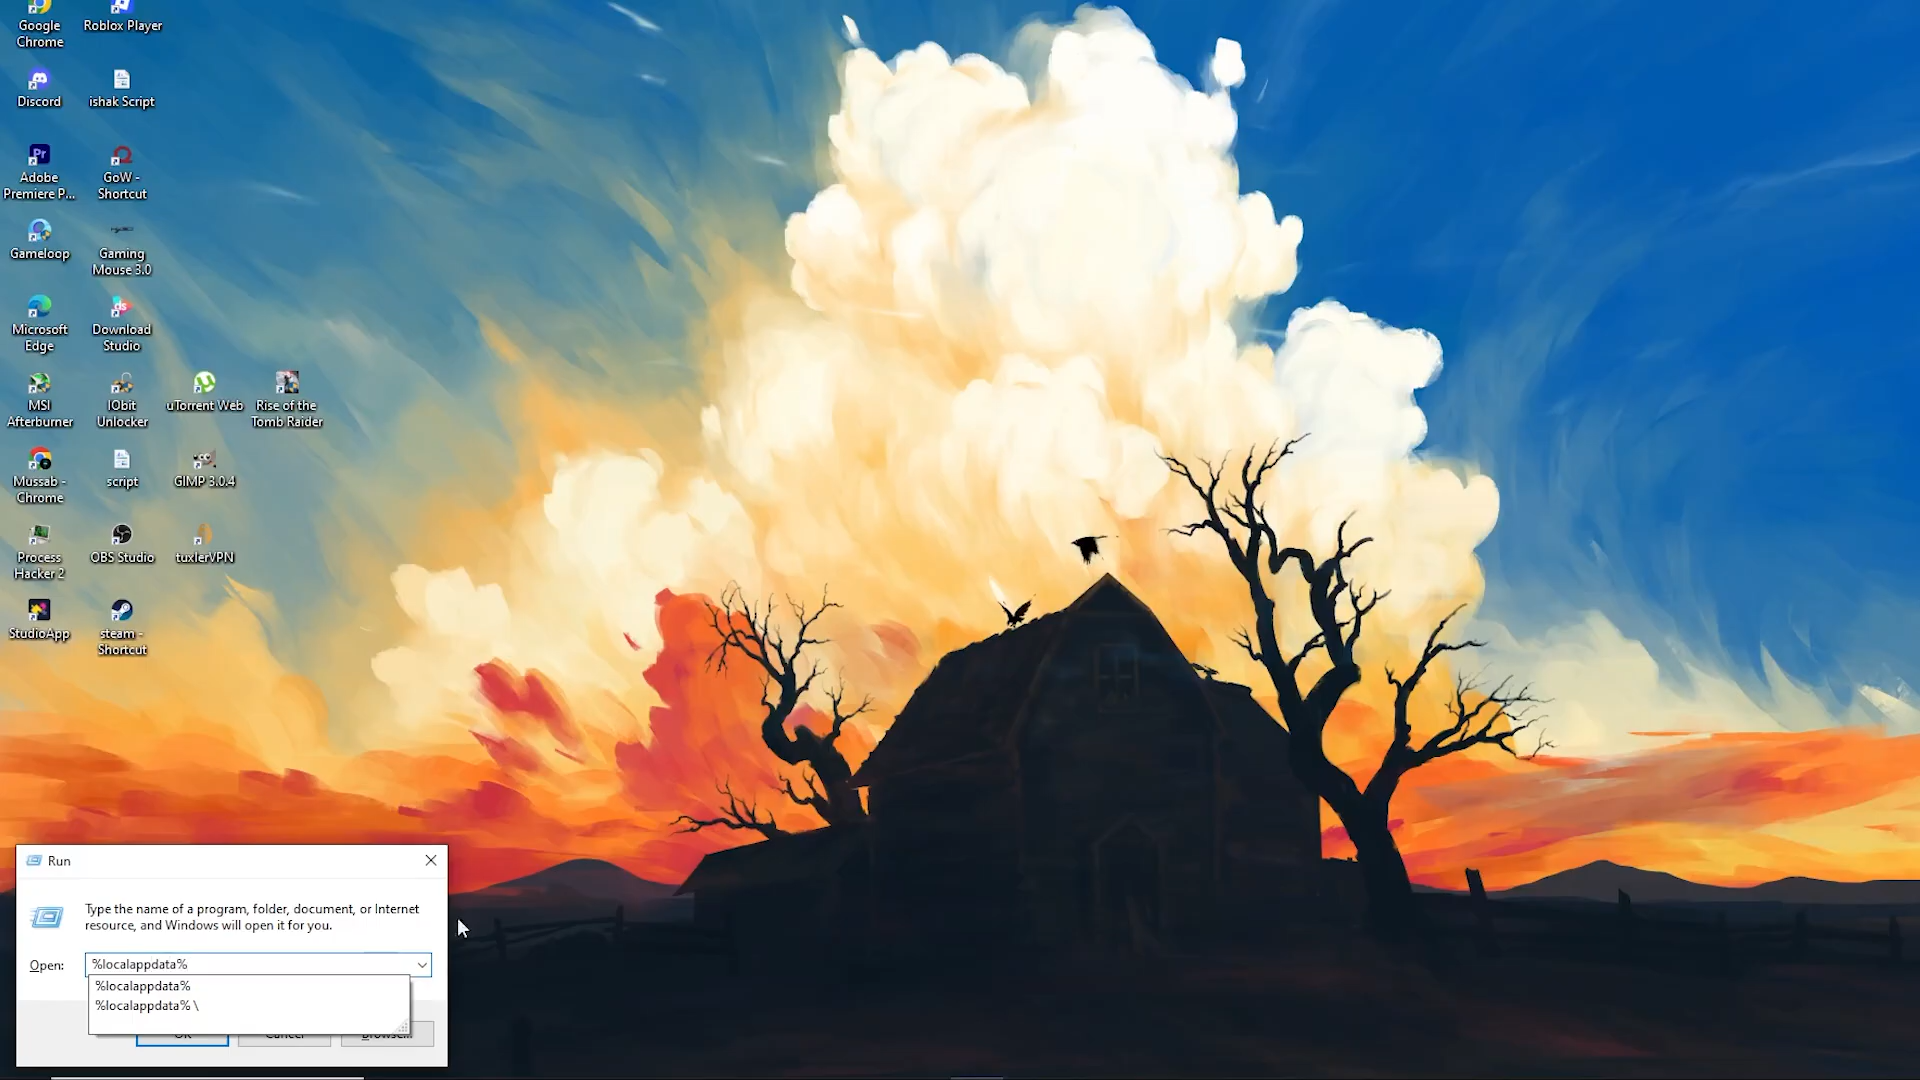 Google
Chrome
Roblox Player
Discord
ishak Script
Adobe
Premiere P...
GoW -
Shortcut
Gameloop
Gaming
Mouse 3.0
Microsoft
Edge
Download
Studio
MSI
Afterburner
IObit
Unlocker
uTorrent Web
Rise of the
Tomb Raider
Mussab -
Chrome
script
GIMP 3.0.4
Process
Hacker 2
OBS Studio
tuxlerVPN
StudioApp
steam -
Shortcut
Run
Type the name of a program, folder, document, or Internet
resource, and Windows will open it for you.
Open: %localappdata%
%localappdata%
%localappdata% \
OK Cancel Browse...